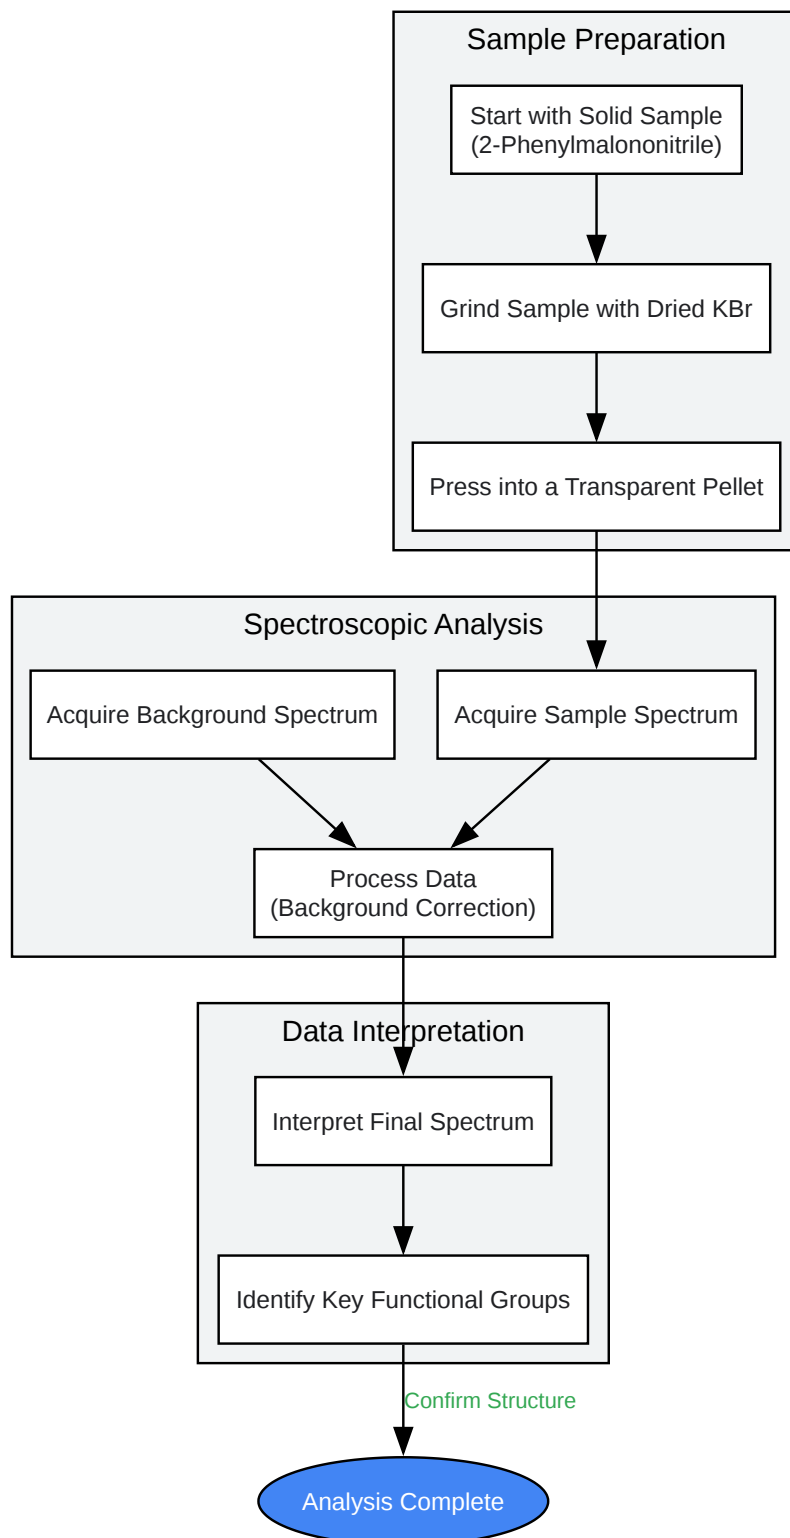 Sample Preparation
Start with Solid Sample
(2-Phenylmalononitrile)
Grind Sample with Dried KBr
Press into a Transparent Pellet
Spectroscopic Analysis
Acquire Background Spectrum
Acquire Sample Spectrum
Process Data
(Background Correction)
Data Interpretation
Interpret Final Spectrum
Identify Key Functional Groups
Confirm Structure
Analysis Complete